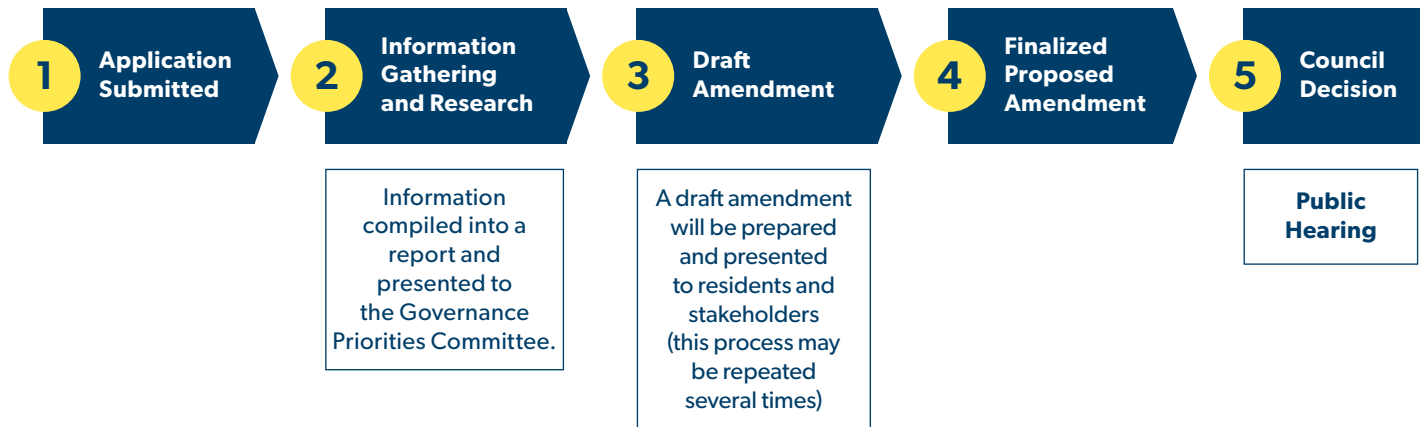 1
Application
Submitted
2
Information
Gathering
and Research
3
Draft
Amendment
4
Finalized
Proposed
Amendment
5
Council
Decision
Information
compiled into a
report and
presented to
the Governance
Priorities Committee.
A draft amendment
will be prepared
and presented
to residents and
stakeholders
(this process may
be repeated
several times)
Public
Hearing